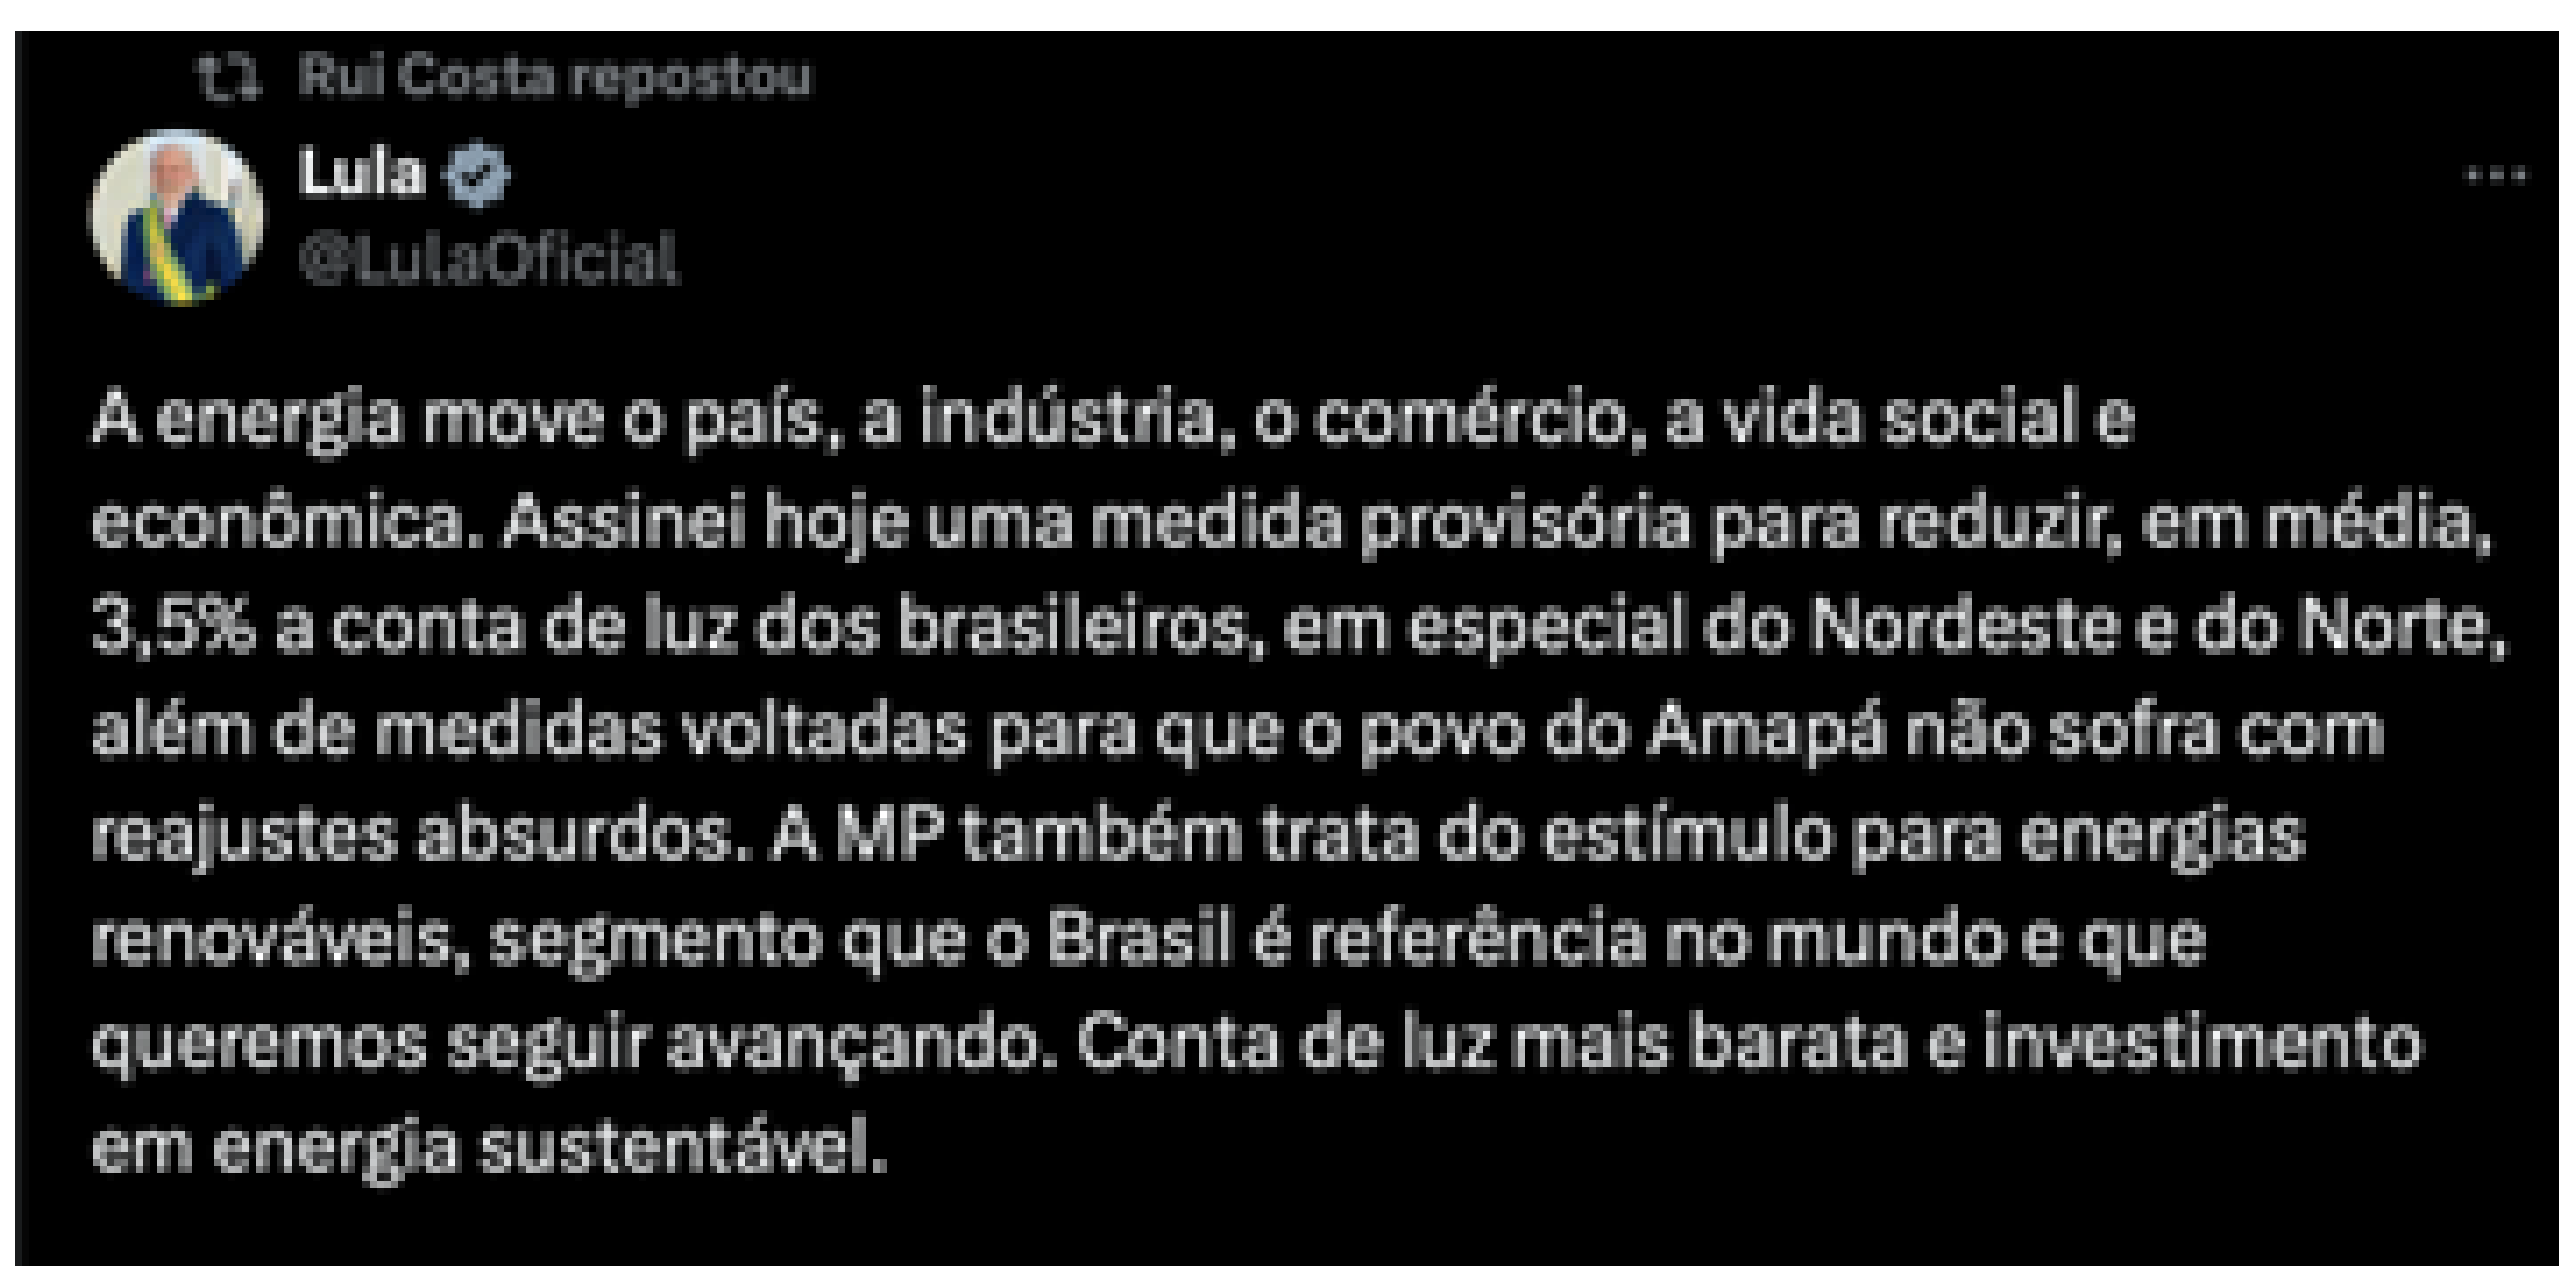 Rui Costa repostou
Lula
@LulaOficial
A energia move o país, a indústria, o comércio, a vida social e
econômica. Assinei hoje uma medida provisória para reduzir, em média,
3,5% a conta de luz dos brasileiros, em especial do Nordeste e do Norte,
além de medidas voltadas para que o povo do Amapá não sofra com
reajustes absurdos. A MP também trata do estímulo para energias
renováveis, segmento que o Brasil é referência no mundo e que
queremos seguir avançando. Conta de luz mais barata e investimento
em energia sustentável.